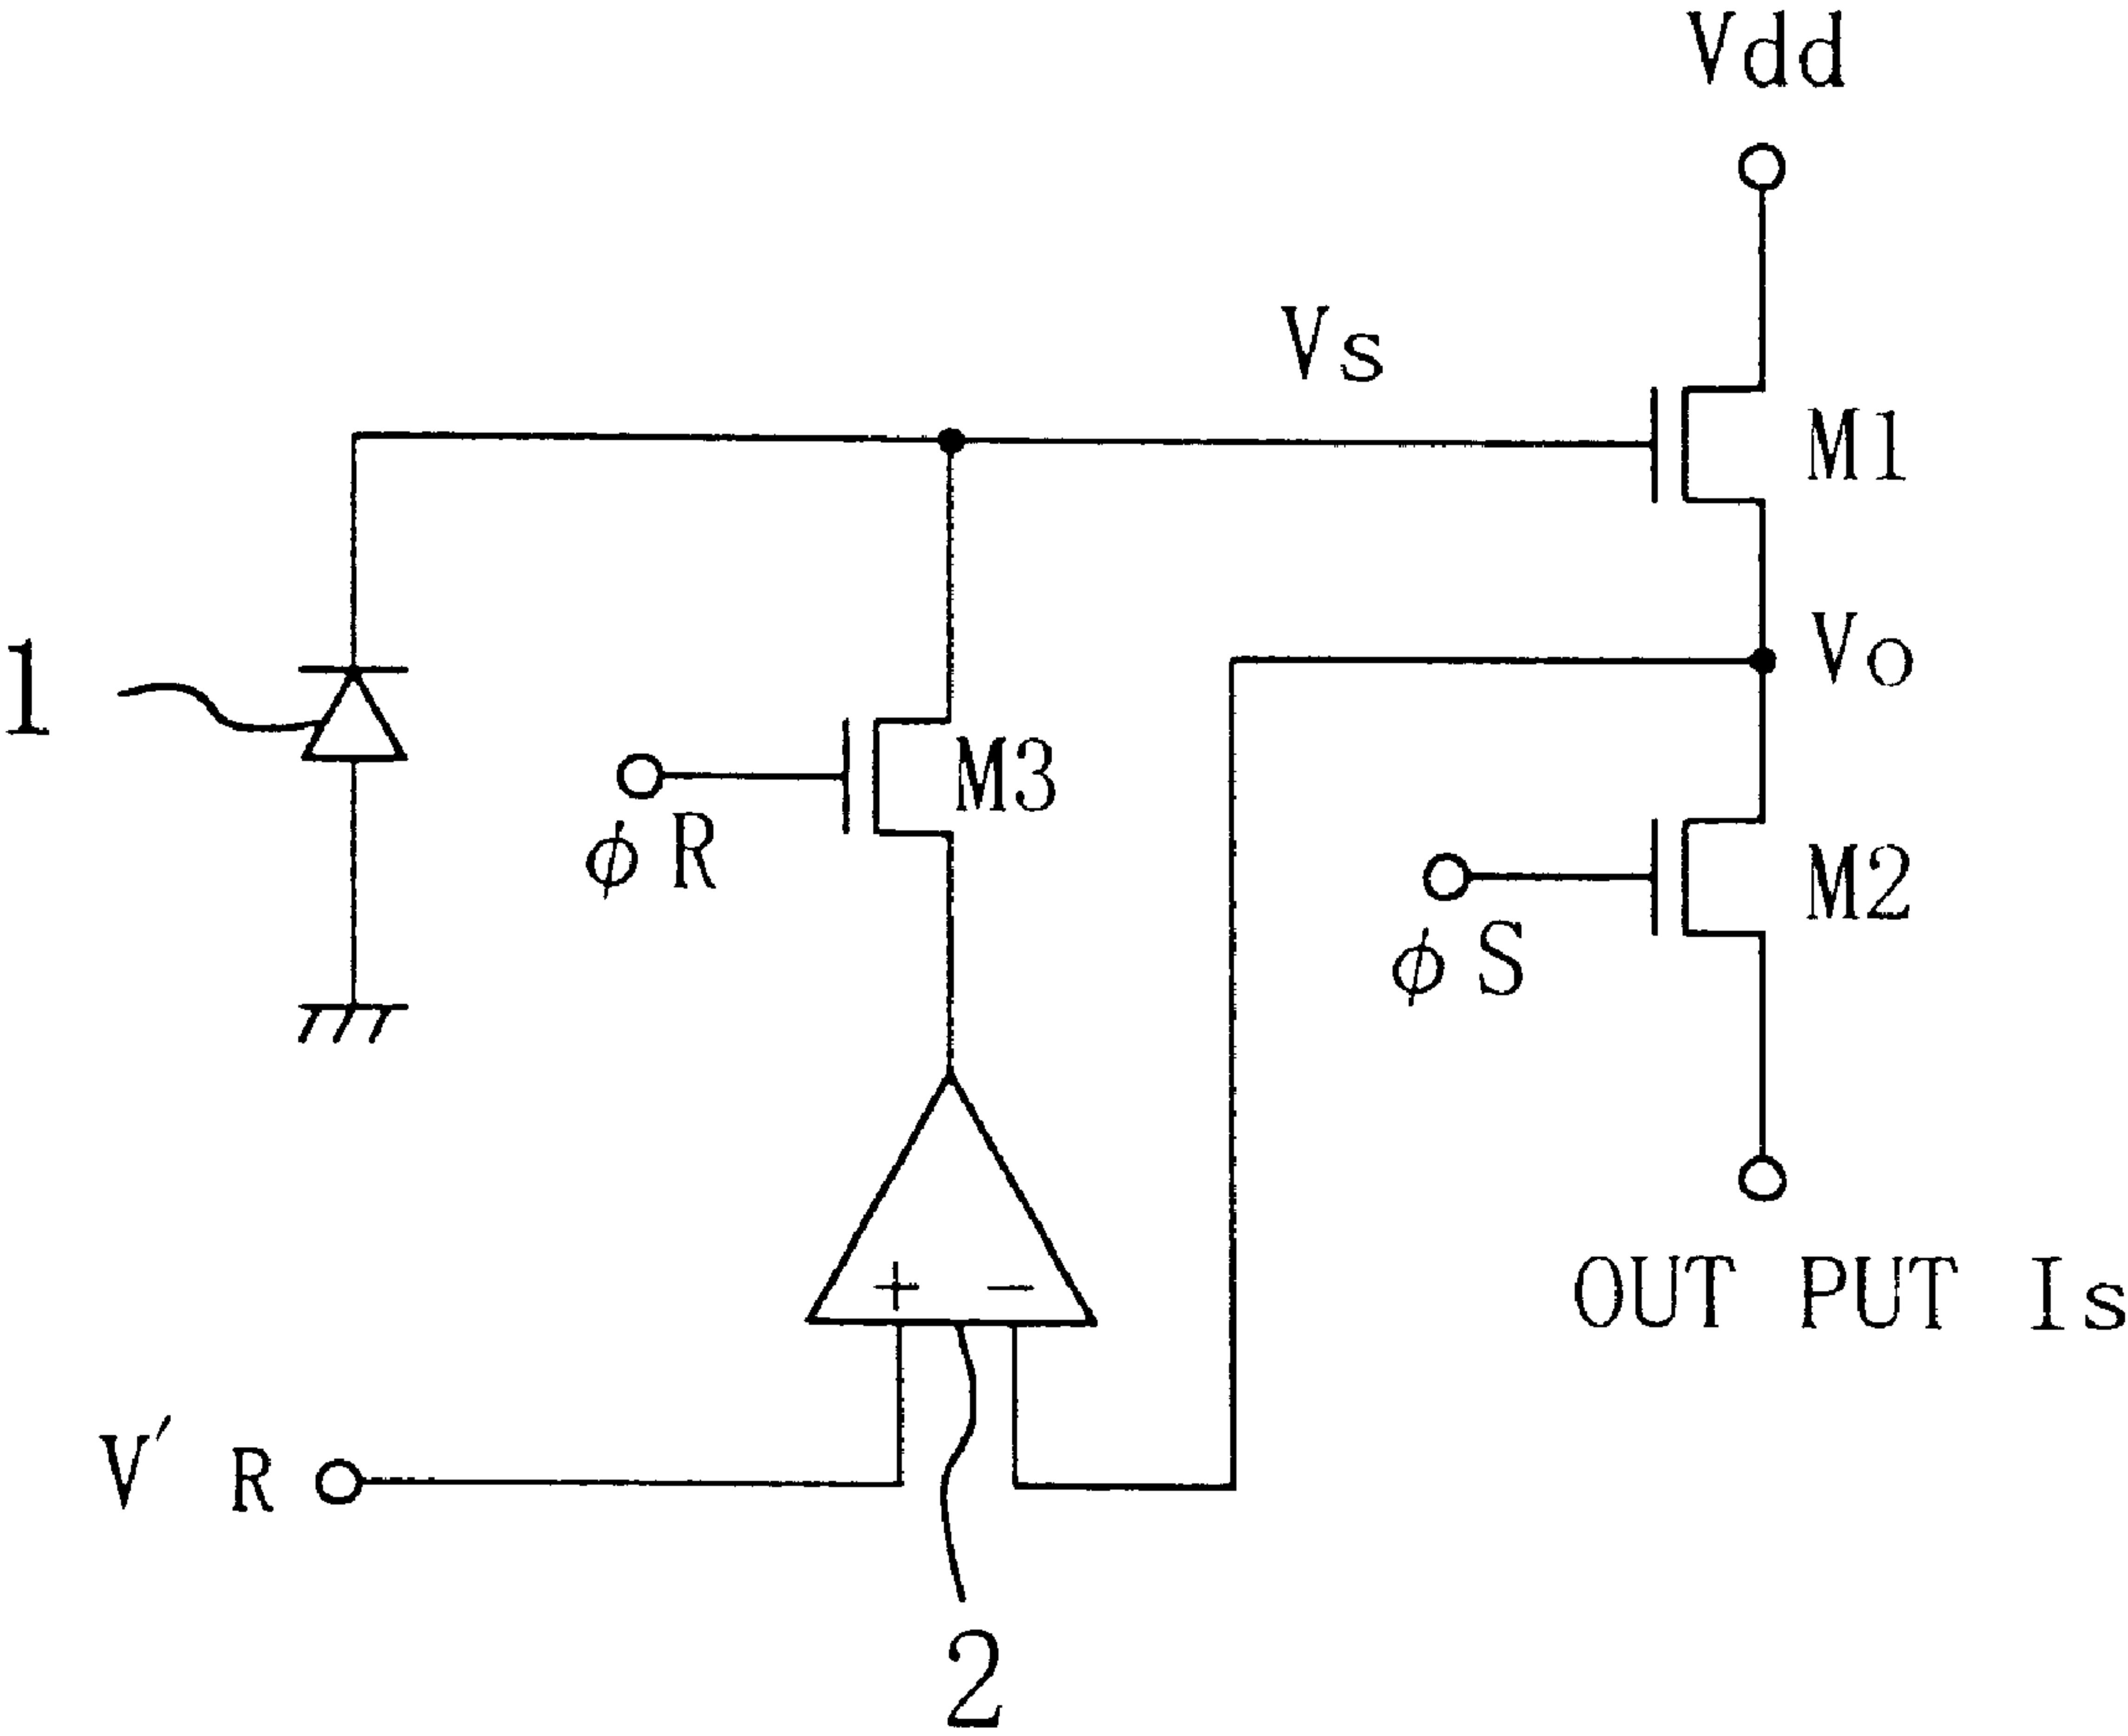 Vdd
Vs
M1
1
Vo
M3
φR
M2
φS
+ −
OUT PUT Is
V′R
2